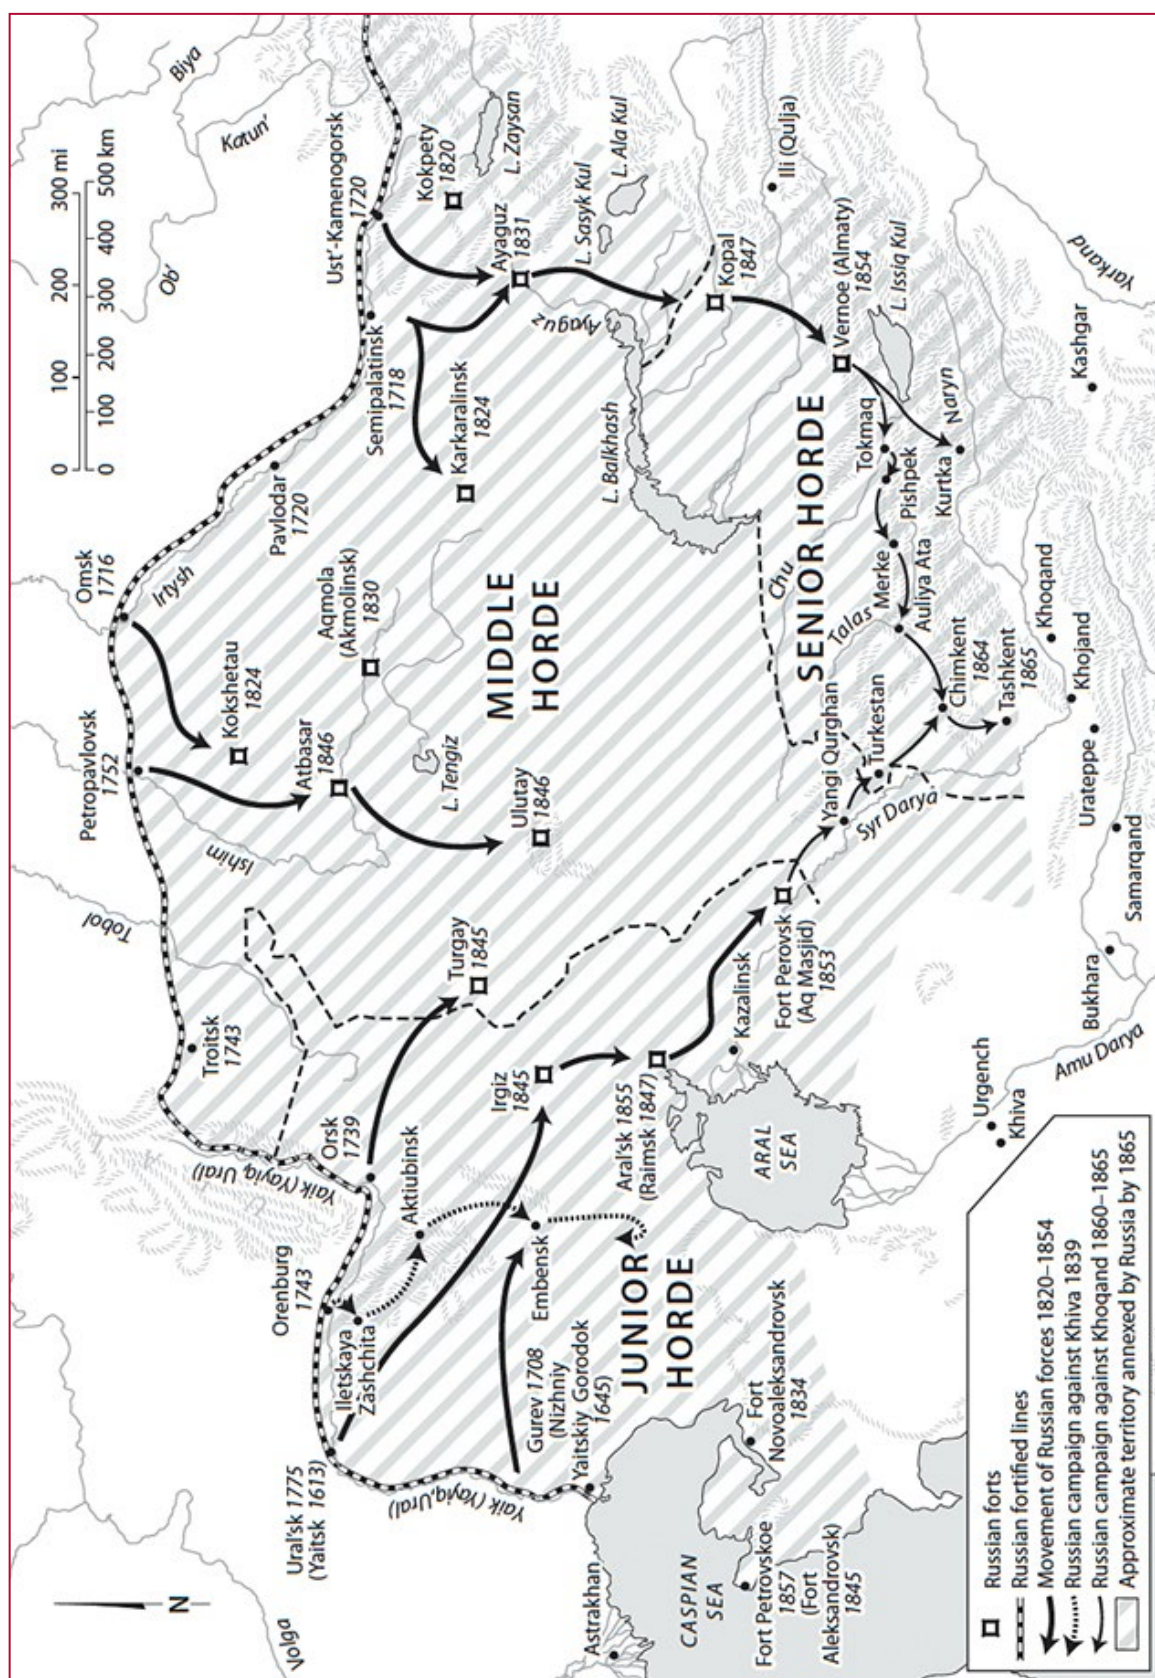 Volga
N
Ural'sk 1775
(Yaitsk 1613)
Orenburg
1743
Orsk
1739
Troitsk
1743
Tobol
Petropavlovsk
1752
Omsk
1716
Irtysh
Pavlodar
1720
Semipalatinsk
1718
Ust'-Kamenogorsk
1720
Ob'
Katun'
Biya
0 100 200 300 mi
0 100 200 300 400 500 km
Yaik (Yayiq, Ural)
Iletskaya
Zashchita
Aktiubinsk
Yaik (Yayiq,Ural)
Ishim
Kokshetau
1824
Atbasar
1846
Aqmola
(Akmolinsk)
1830
Karkaralinsk
1824
Kokpety
1820
L. Zaysan
Ayaguz
1831
Ayaguz
L. Sasyk Kul
L. Ala Kul
Turgay
1845
L. Tengiz
Ulutay
1846
MIDDLE
HORDE
Embensk
Irgiz
1845
Gurev 1708
(Nizhniy
Yaitskiy Gorodok
1645)
JUNIOR
HORDE
Aral'sk 1855
(Raimsk 1847)
Kazalinsk
ARAL
SEA
L. Balkhash
Kopal
1847
Ili (Qulja)
Astrakhan
CASPIAN
SEA
Fort
Novoaleksandrovsk
1834
Fort Petrovskoe
1857
(Fort
Aleksandrovsk)
1845
Fort Perovsk
(Aq Masjid)
1853
Yangi Qurghan
Turkestan
Syr Darya
Chu
Talas
SENIOR HORDE
Vernoe (Almaty)
1854
L. Issiq Kul
Tokmaq
Pishpek
Merke
Auliya Ata
Kurtka
Naryn
Chimkent
1864
Tashkent
1865
Khoqand
Khojand
Urateppe
Samarqand
Bukhara
Amu Darya
Urgench
Khiva
Kashgar
Yarkand
Russian forts
Russian fortified lines
Movement of Russian forces 1820–1854
Russian campaign against Khiva 1839
Russian campaign against Khoqand 1860–1865
Approximate territory annexed by Russia by 1865